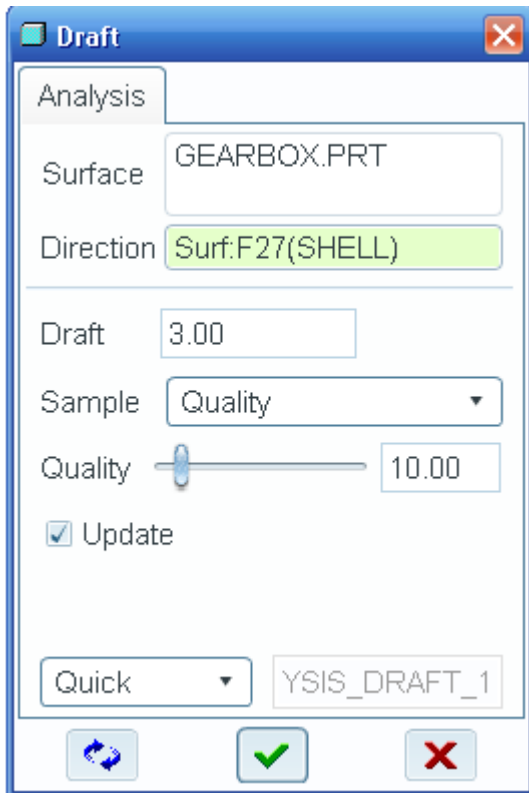 Draft
Analysis
Surface GEARBOX.PRT
Direction Surf:F27(SHELL)
Draft 3.00
Sample Quality
Quality 10.00
Update
Quick YSIS_DRAFT_1